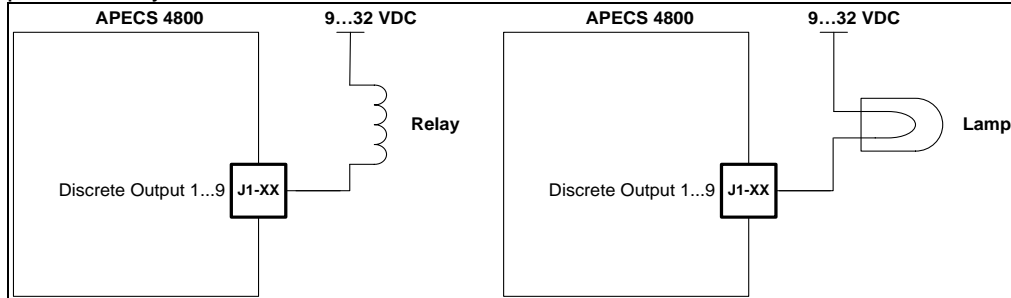 APECS 4800
9…32 VDC
Relay
Discrete Output 1...9
J1-XX
APECS 4800
9…32 VDC
Lamp
Discrete Output 1...9
J1-XX